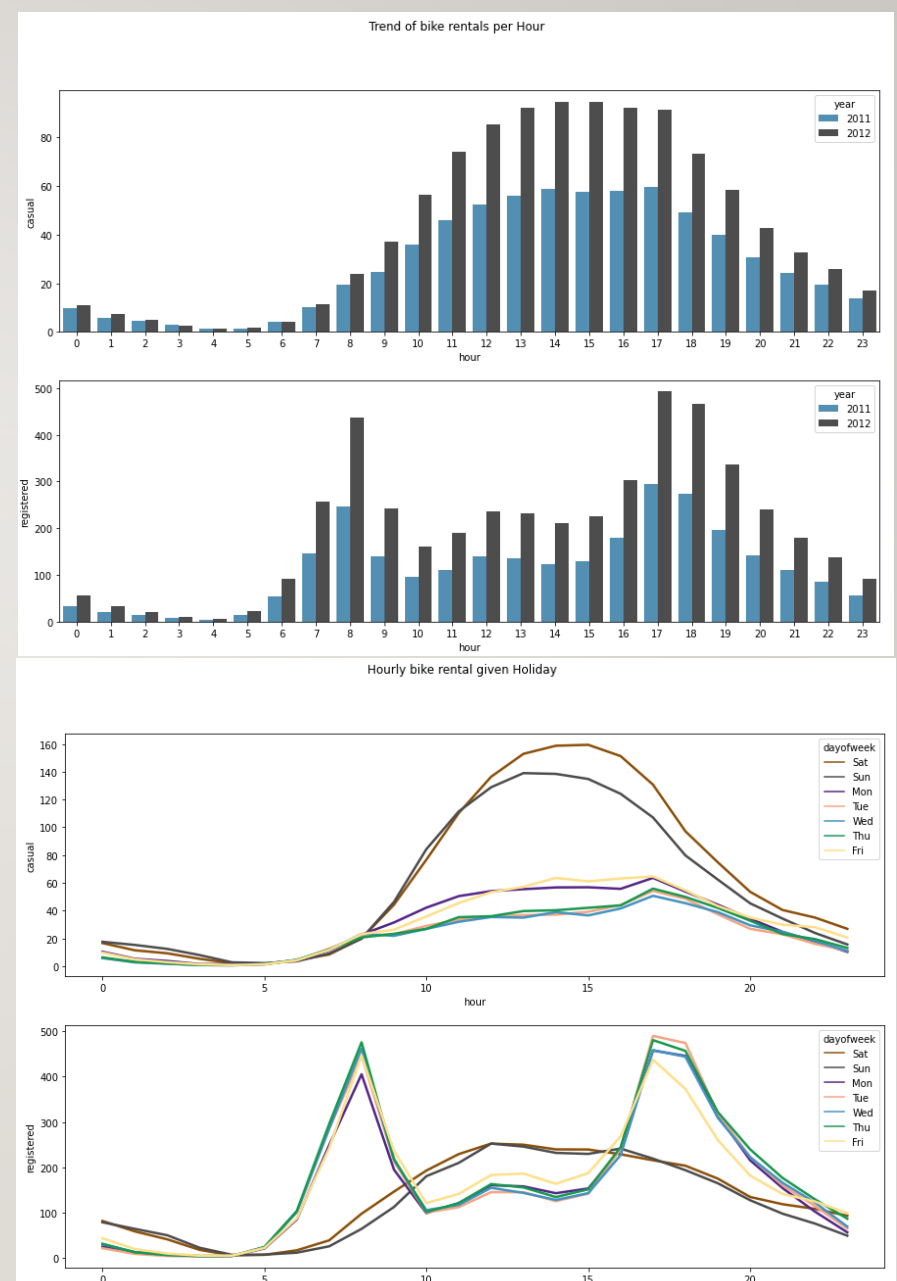 Trend of bike rentals per Hour
year
2011
2012
80
60
40
20
0
casual
0 1 2 3 4 5 6 7 8 9 10 11 12 13 14 15 16 17 18 19 20 21 22 23
hour
year
2011
2012
500
400
300
200
100
0
registered
0 1 2 3 4 5 6 7 8 9 10 11 12 13 14 15 16 17 18 19 20 21 22 23
hour
Hourly bike rental given Holiday
dayofweek
Sat
Sun
Mon
Tue
Wed
Thu
Fri
160
140
120
100
80
60
40
20
0
casual
0 5 10 15 20
hour
dayofweek
Sat
Sun
Mon
Tue
Wed
Thu
Fri
500
400
300
200
100
0
registered
0 5 10 15 20